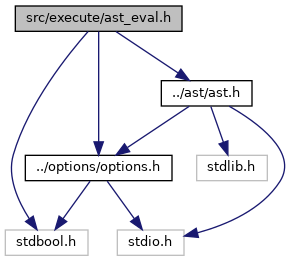 src/execute/ast_eval.h
../ast/ast.h
../options/options.h
stdlib.h
stdbool.h
stdio.h